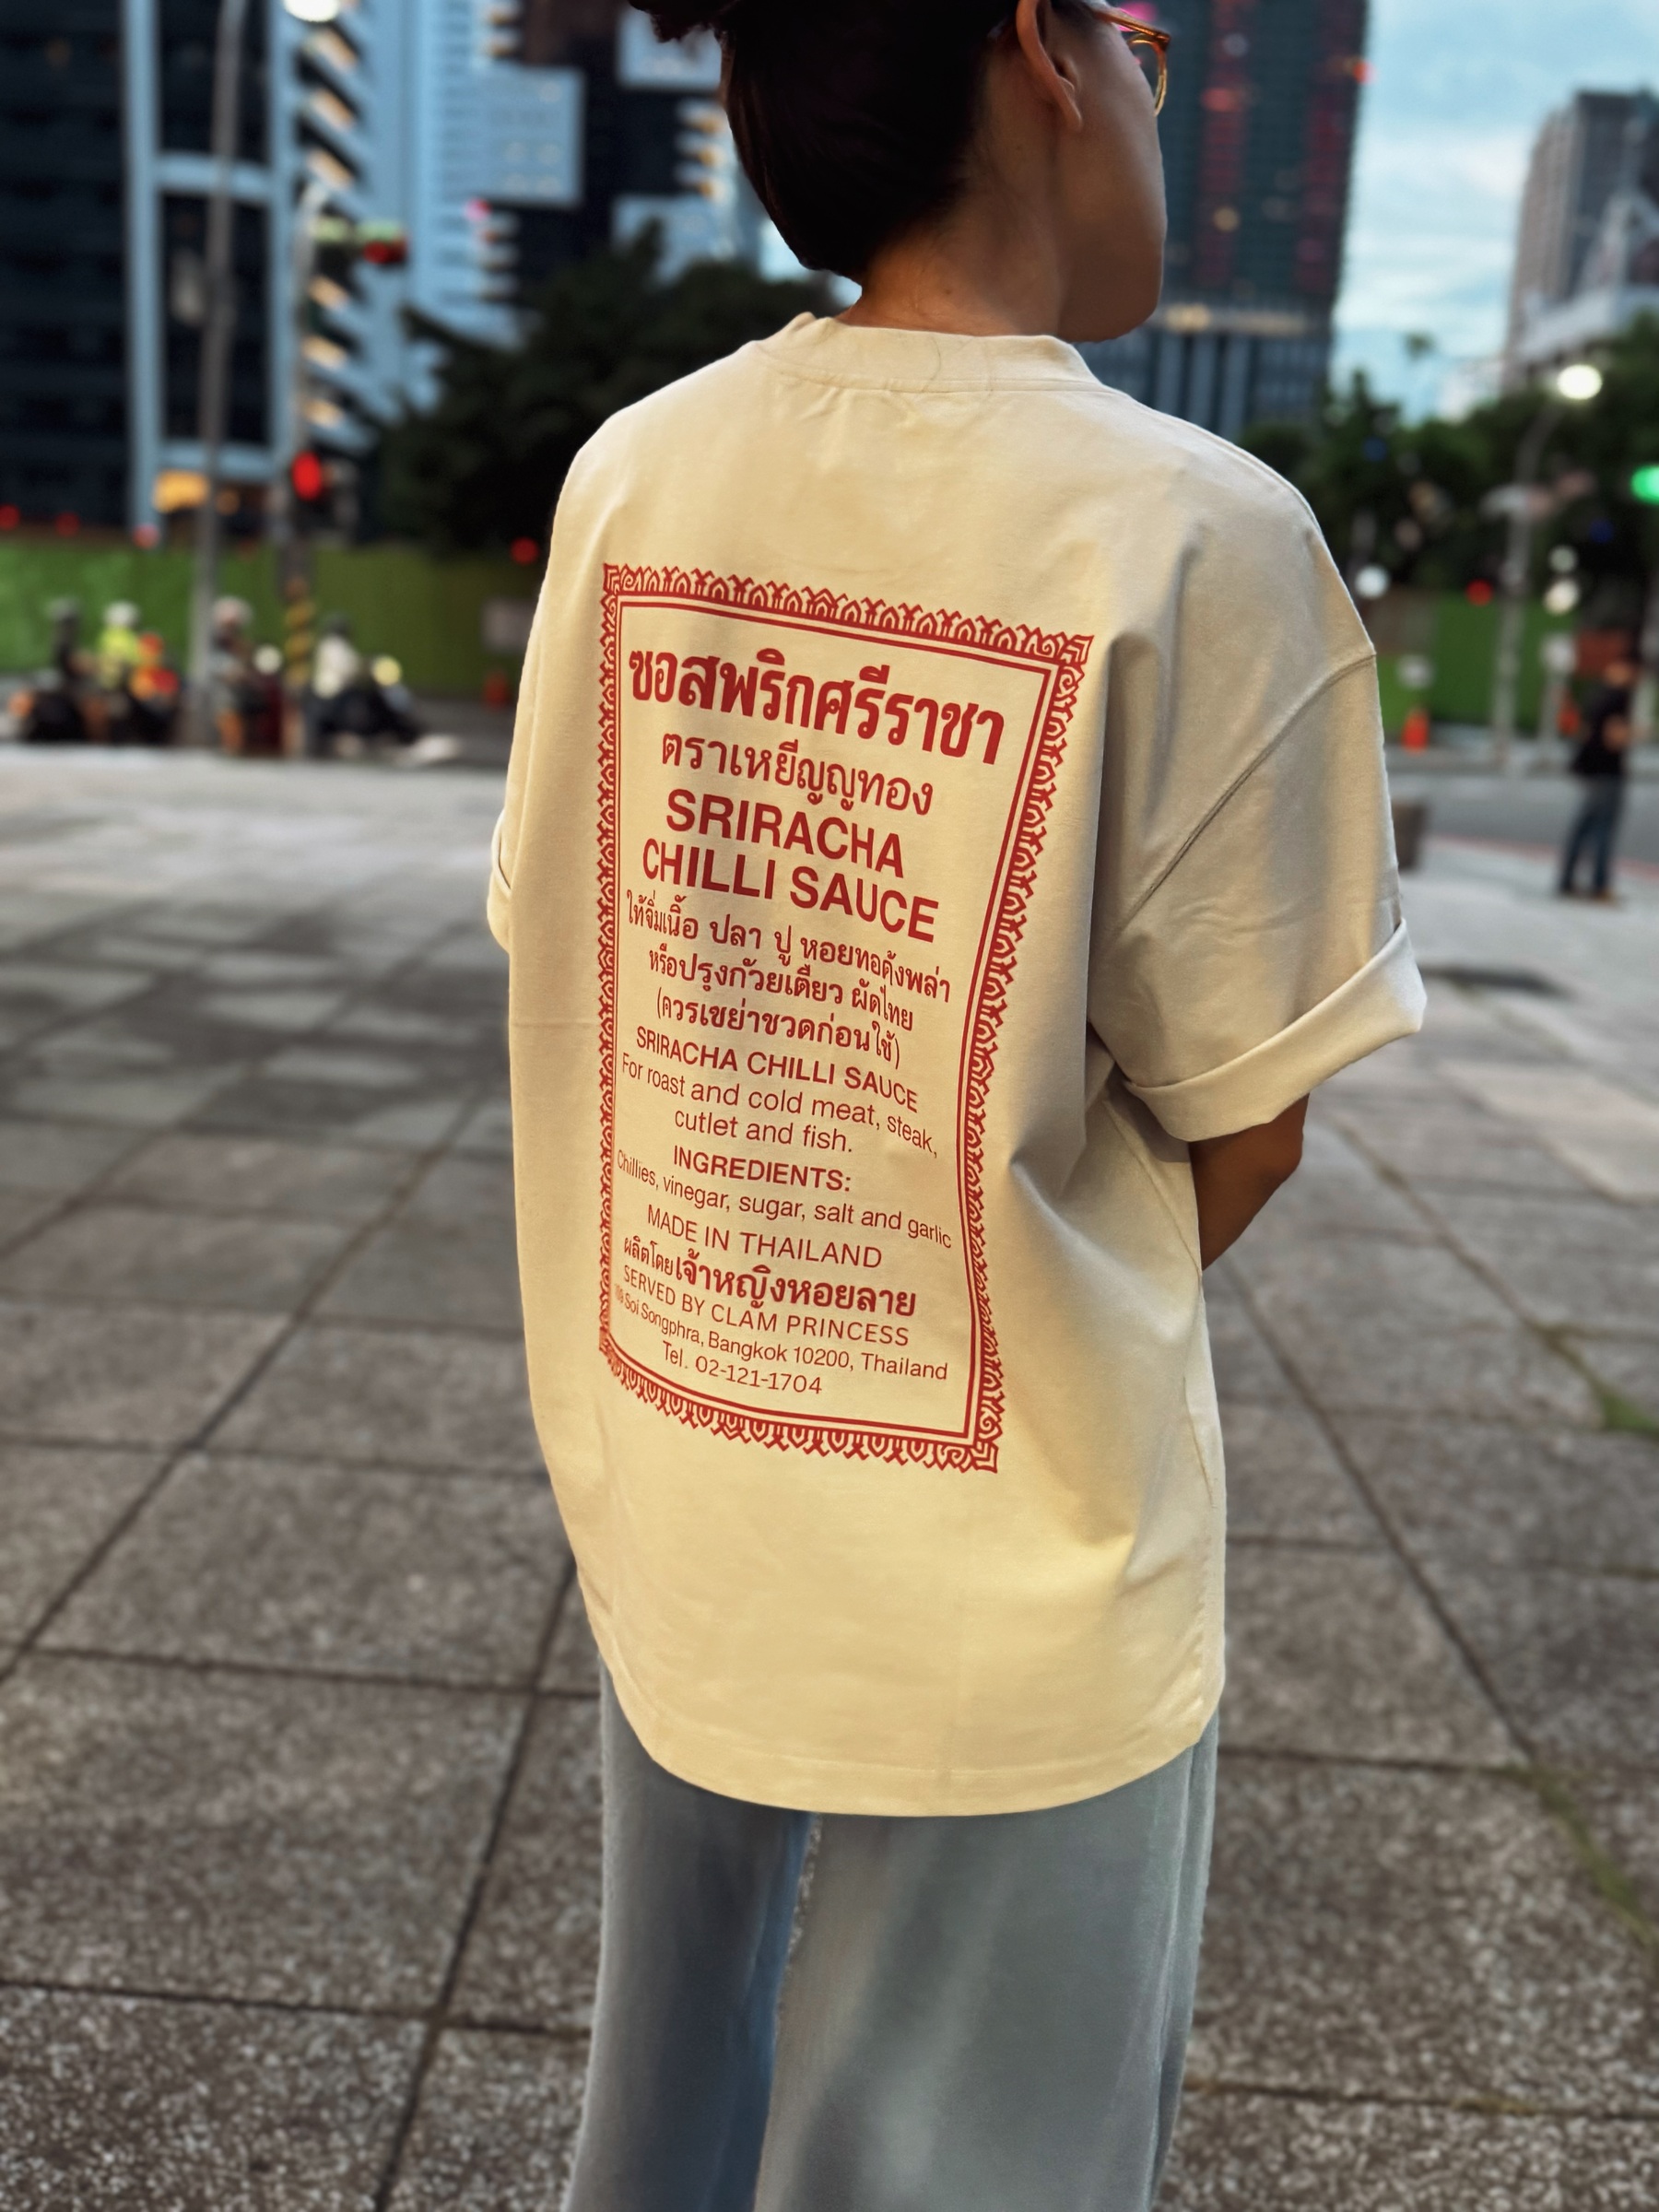 ซอสพริกศรีราชา
ตราเหยีญญทอง
SRIRACHA
CHILLI SAUCE
ใท้จิ่มเนิ้อ ปลา ปู หอยทอคุ้งพล่า
หรือปรุงก้วยเตียว ผัดไทย
(ควรเชย่าชวดก่อนใช้)
SRIRACHA CHILLI SAUCE
For roast and cold meat, steak,
cutlet and fish.
INGREDIENTS:
Chillies, vinegar, sugar, salt and garlic
MADE IN THAILAND
ผลิตโดยเจ้าหญิงหอยลาย
SERVED BY CLAM PRINCESS
Soi Songphra, Bangkok 10200, Thailand
Tel. 02-121-1704